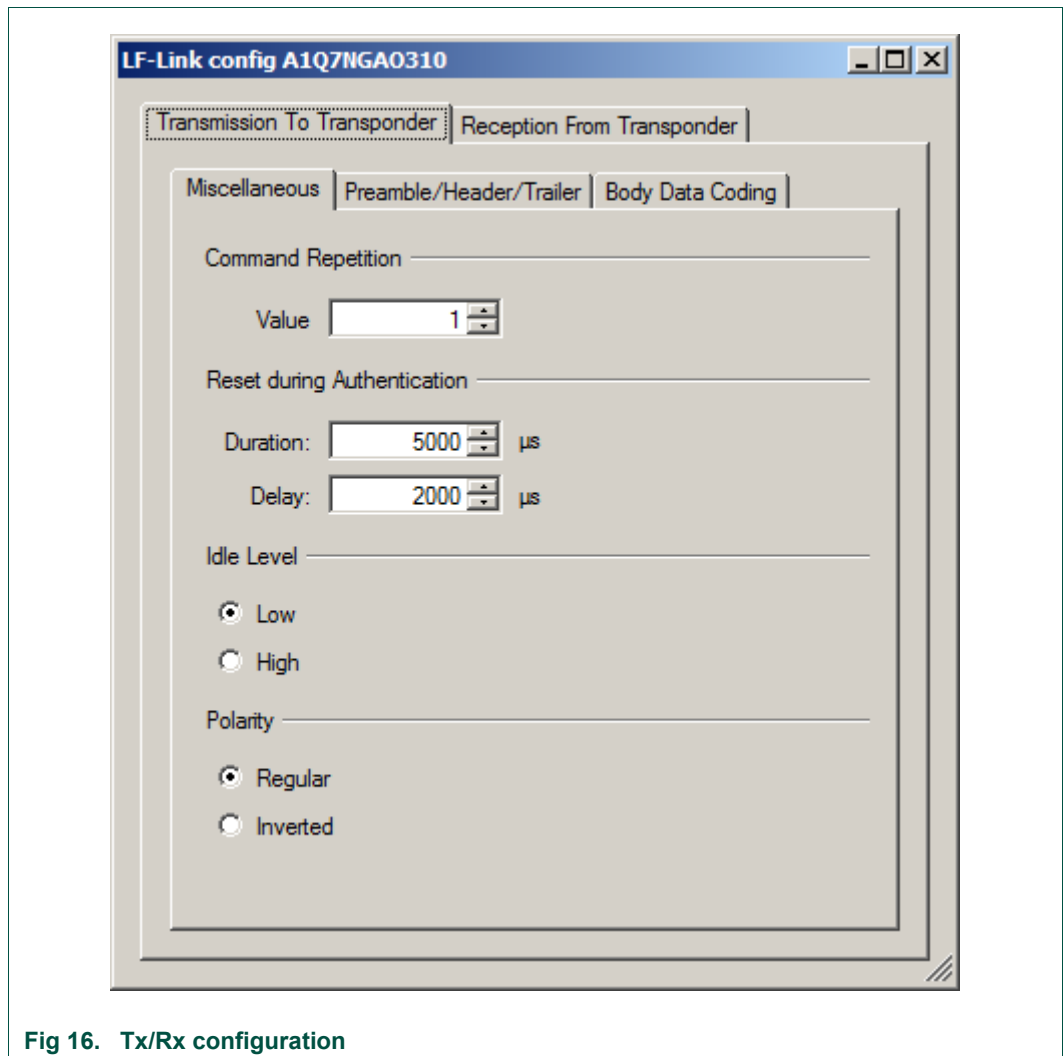 LF-Link config A1Q7NGAO310
Transmission To Transponder Reception From Transponder
Miscellaneous Preamble/Header/Trailer Body Data Coding
Command Repetition
Value 1
Reset during Authentication
Duration: 5000 µs
Delay: 2000 µs
Idle Level
Low
High
Polarity
Regular
Inverted
Fig 16. Tx/Rx configuration